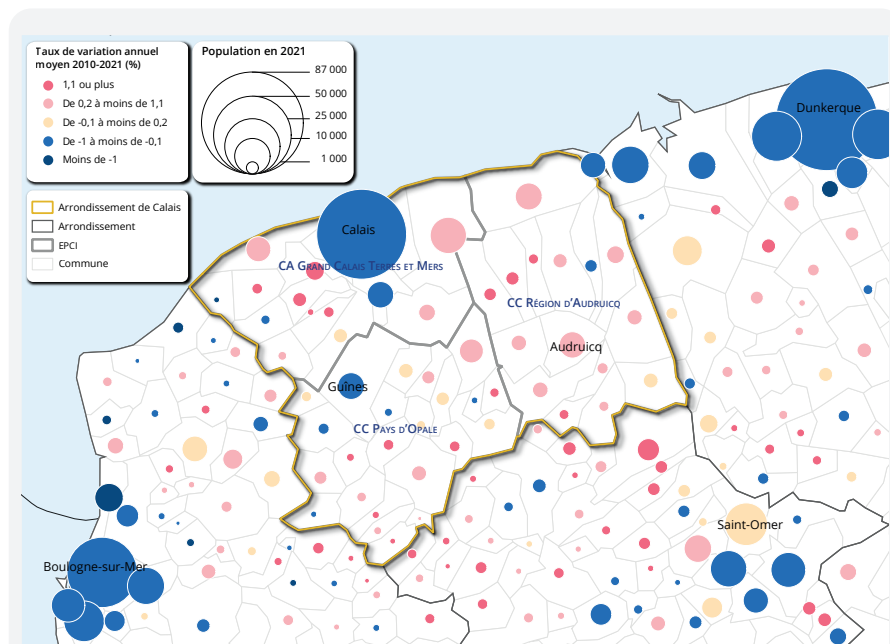 Taux de variation annuel
moyen 2010-2021 (%)
1,1 ou plus
De 0,2 à moins de 1,1
De -0,1 à moins de 0,2
De -1 à moins de -0,1
Moins de -1
Population en 2021
87 000
50 000
25 000
10 000
1 000
Arrondissement de Calais
Arrondissement
EPCI
Commune
Dunkerque
Calais
CA Grand Calais Terres et Mers
CC Région d'Audruicq
Audruicq
Guînes
CC Pays d'Opale
Saint-Omer
Boulogne-sur-Mer